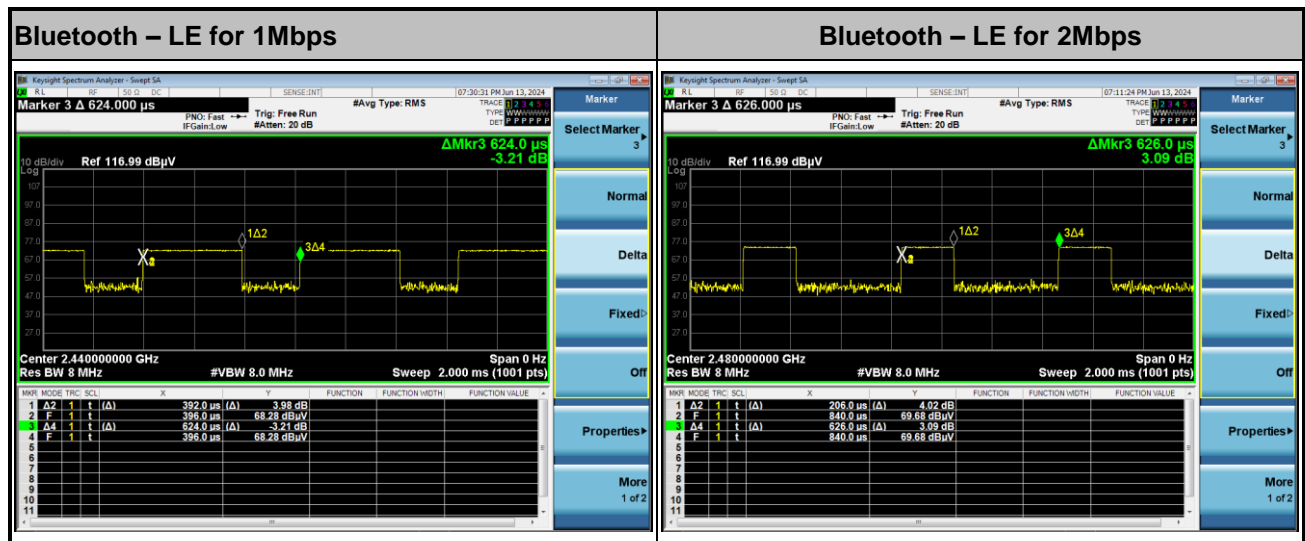 Bluetooth – LE for 1Mbps
Keysight Spectrum Analyzer - Swept SA
RL RF 50 Ω DC SENSE:INT 07:30:31 PM Jun 13, 2024
Marker 3 Δ 624.000 µs
#Avg Type: RMS
TRACE 1 2 3 4 5 6
PNO: Fast Trig: Free Run
TYPE WWWWWW
IFGain:Low #Atten: 20 dB
DET P P P P P P
ΔMkr3 624.0 µs
-3.21 dB
10 dB/div Ref 116.99 dBµV
Log
107
97.0
87.0
77.0
67.0
57.0
47.0
37.0
27.0
1Δ2
3Δ4
Center 2.440000000 GHz Span 0 Hz
Res BW 8 MHz #VBW 8.0 MHz Sweep 2.000 ms (1001 pts)
MKR MODE TRC SCL X Y FUNCTION FUNCTION WIDTH FUNCTION VALUE
1 Δ2 1 t (Δ) 392.0 µs (Δ) 3.98 dB
2 F 1 t 396.0 µs 68.28 dBµV
3 Δ4 1 t (Δ) 624.0 µs (Δ) -3.21 dB
4 F 1 t 396.0 µs 68.28 dBµV
5
6
7
8
9
10
11
Marker
Select Marker
3
Normal
Delta
Fixed
Off
Properties
More
1 of 2
Bluetooth – LE for 2Mbps
Keysight Spectrum Analyzer - Swept SA
RL RF 50 Ω DC SENSE:INT 07:11:24 PM Jun 13, 2024
Marker 3 Δ 626.000 µs
#Avg Type: RMS
TRACE 1 2 3 4 5 6
PNO: Fast Trig: Free Run
TYPE WWWWWW
IFGain:Low #Atten: 20 dB
DET P P P P P P
ΔMkr3 626.0 µs
3.09 dB
10 dB/div Ref 116.99 dBµV
Log
107
97.0
87.0
77.0
67.0
57.0
47.0
37.0
27.0
1Δ2
3Δ4
Center 2.480000000 GHz Span 0 Hz
Res BW 8 MHz #VBW 8.0 MHz Sweep 2.000 ms (1001 pts)
MKR MODE TRC SCL X Y FUNCTION FUNCTION WIDTH FUNCTION VALUE
1 Δ2 1 t (Δ) 206.0 µs (Δ) 4.02 dB
2 F 1 t 840.0 µs 69.68 dBµV
3 Δ4 1 t (Δ) 626.0 µs (Δ) 3.09 dB
4 F 1 t 840.0 µs 69.68 dBµV
5
6
7
8
9
10
11
Marker
Select Marker
3
Normal
Delta
Fixed
Off
Properties
More
1 of 2